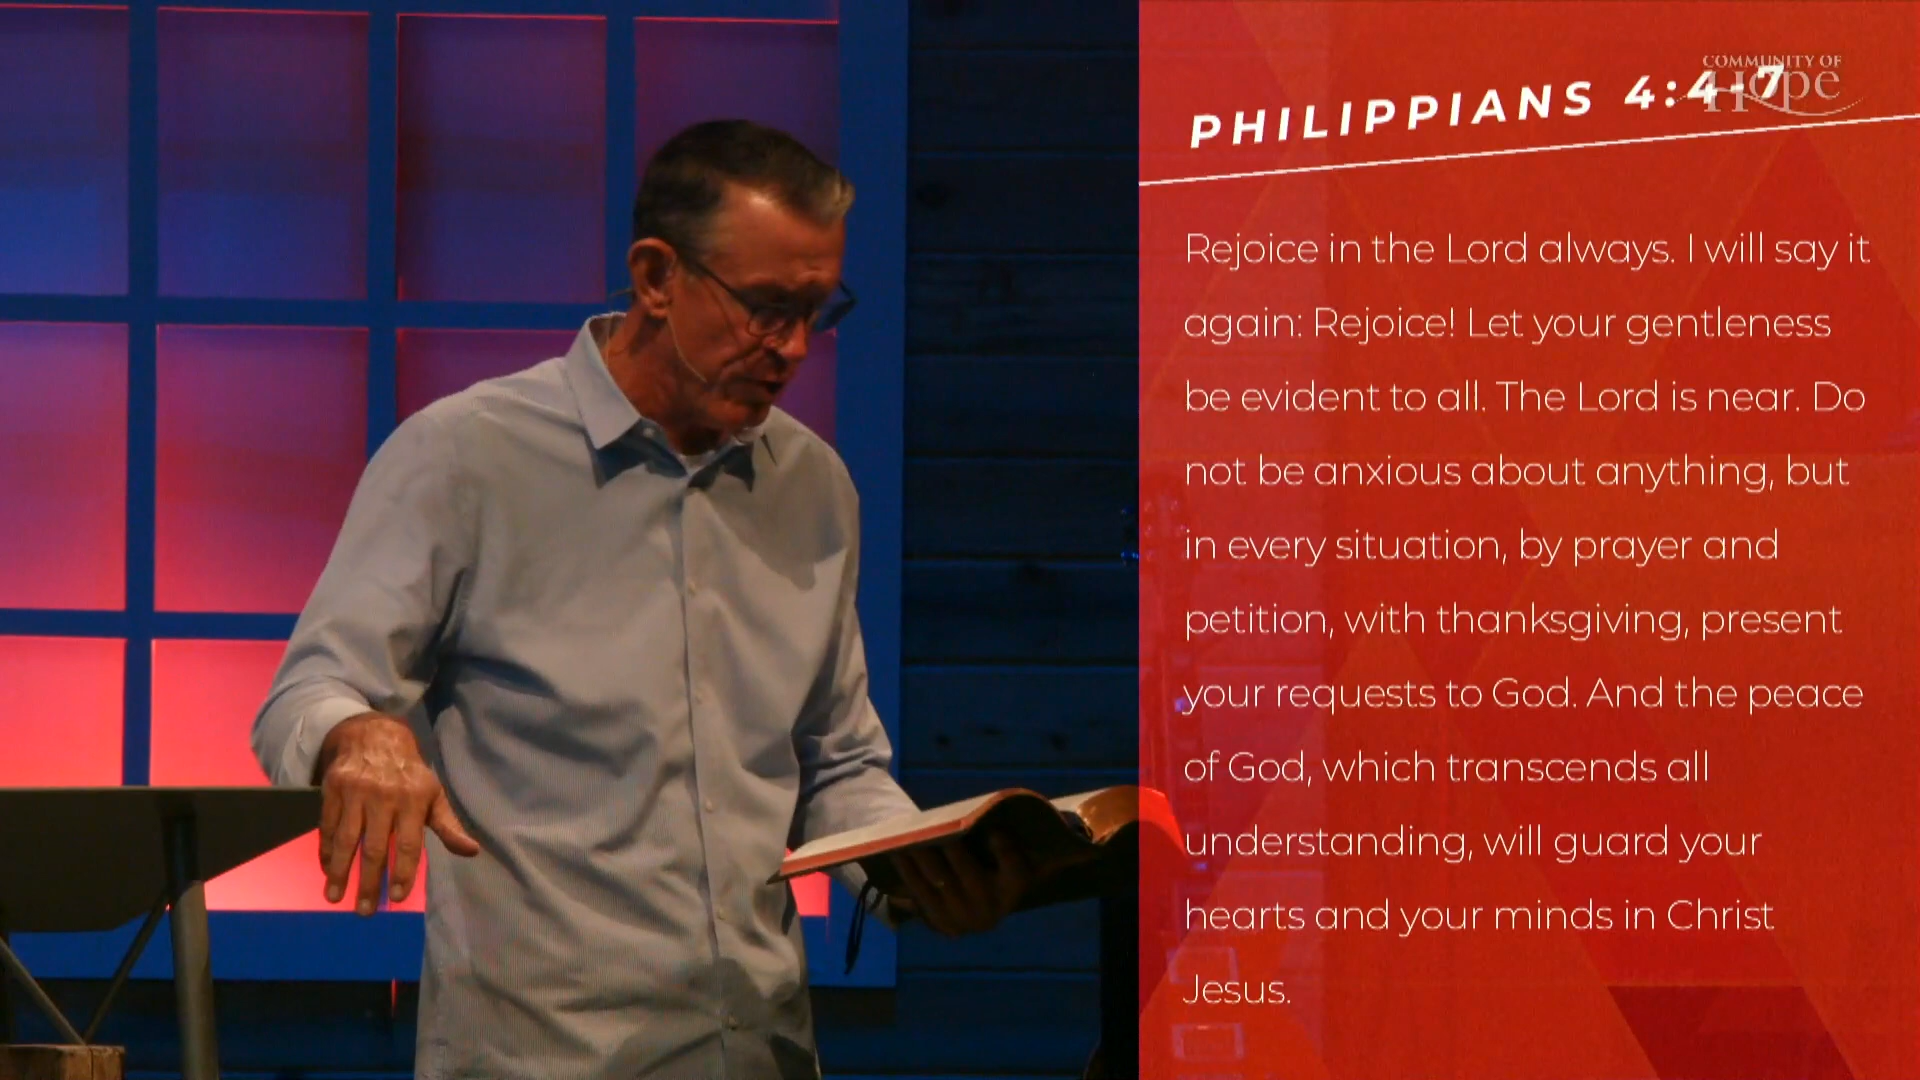 COMMUNITY OF
Hope
PHILIPPIANS 4:4-7
Rejoice in the Lord always. I will say it
again: Rejoice! Let your gentleness
be evident to all. The Lord is near. Do
not be anxious about anything, but
in every situation, by prayer and
petition, with thanksgiving, present
your requests to God. And the peace
of God, which transcends all
understanding, will guard your
hearts and your minds in Christ
Jesus.